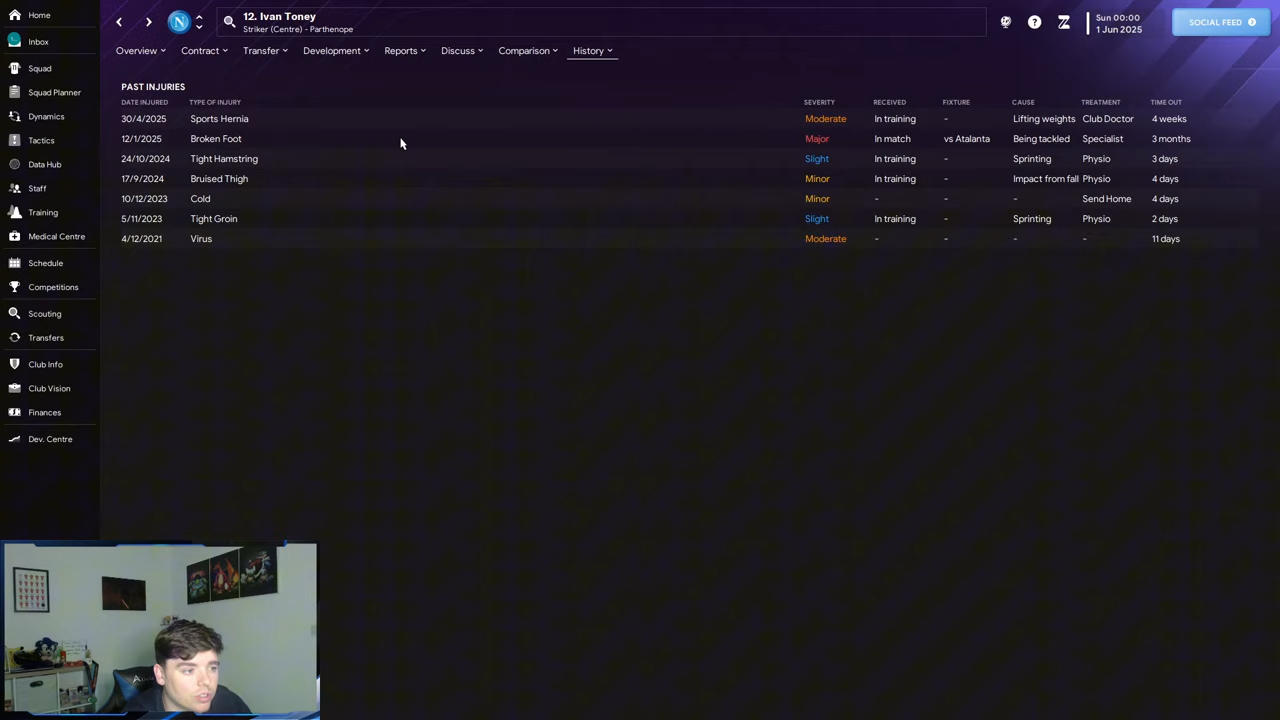 Home
Inbox
Squad
Squad Planner
Dynamics
Tactics
Data Hub
Staff
Training
Medical Centre
Schedule
Competitions
Scouting
Transfers
Club Info
Club Vision
Finances
Dev. Centre
N
12. Ivan Toney
Striker (Centre) - Parthenope
Sun 00:00
1 Jun 2025
SOCIAL FEED
Overview Contract Transfer Development Reports Discuss Comparison History
PAST INJURIES
DATE INJURED TYPE OF INJURY SEVERITY RECEIVED FIXTURE CAUSE TREATMENT TIME OUT
30/4/2025 Sports Hernia Moderate In training - Lifting weights Club Doctor 4 weeks
12/1/2025 Broken Foot Major In match vs Atalanta Being tackled Specialist 3 months
24/10/2024 Tight Hamstring Slight In training - Sprinting Physio 3 days
17/9/2024 Bruised Thigh Minor In training - Impact from fall Physio 4 days
10/12/2023 Cold Minor - - - Send Home 4 days
5/11/2023 Tight Groin Slight In training - Sprinting Physio 2 days
4/12/2021 Virus Moderate - - - - 11 days